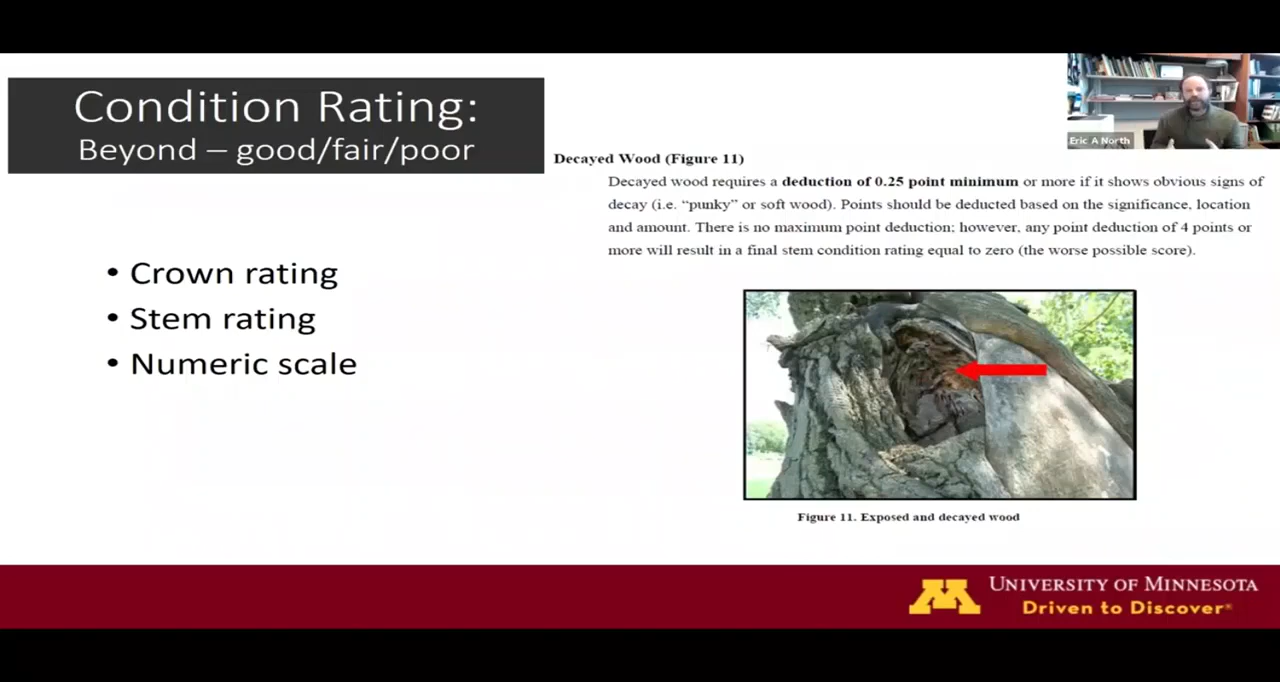 Condition Rating:
Beyond – good/fair/poor
• Crown rating
• Stem rating
• Numeric scale
Decayed Wood (Figure 11)
Decayed wood requires a deduction of 0.25 point minimum or more if it shows obvious signs of
decay (i.e. “punky” or soft wood). Points should be deducted based on the significance, location
and amount. There is no maximum point deduction; however, any point deduction of 4 points or
more will result in a final stem condition rating equal to zero (the worse possible score).
Figure 11. Exposed and decayed wood
Eric A North
UNIVERSITY OF MINNESOTA
Driven to Discover®